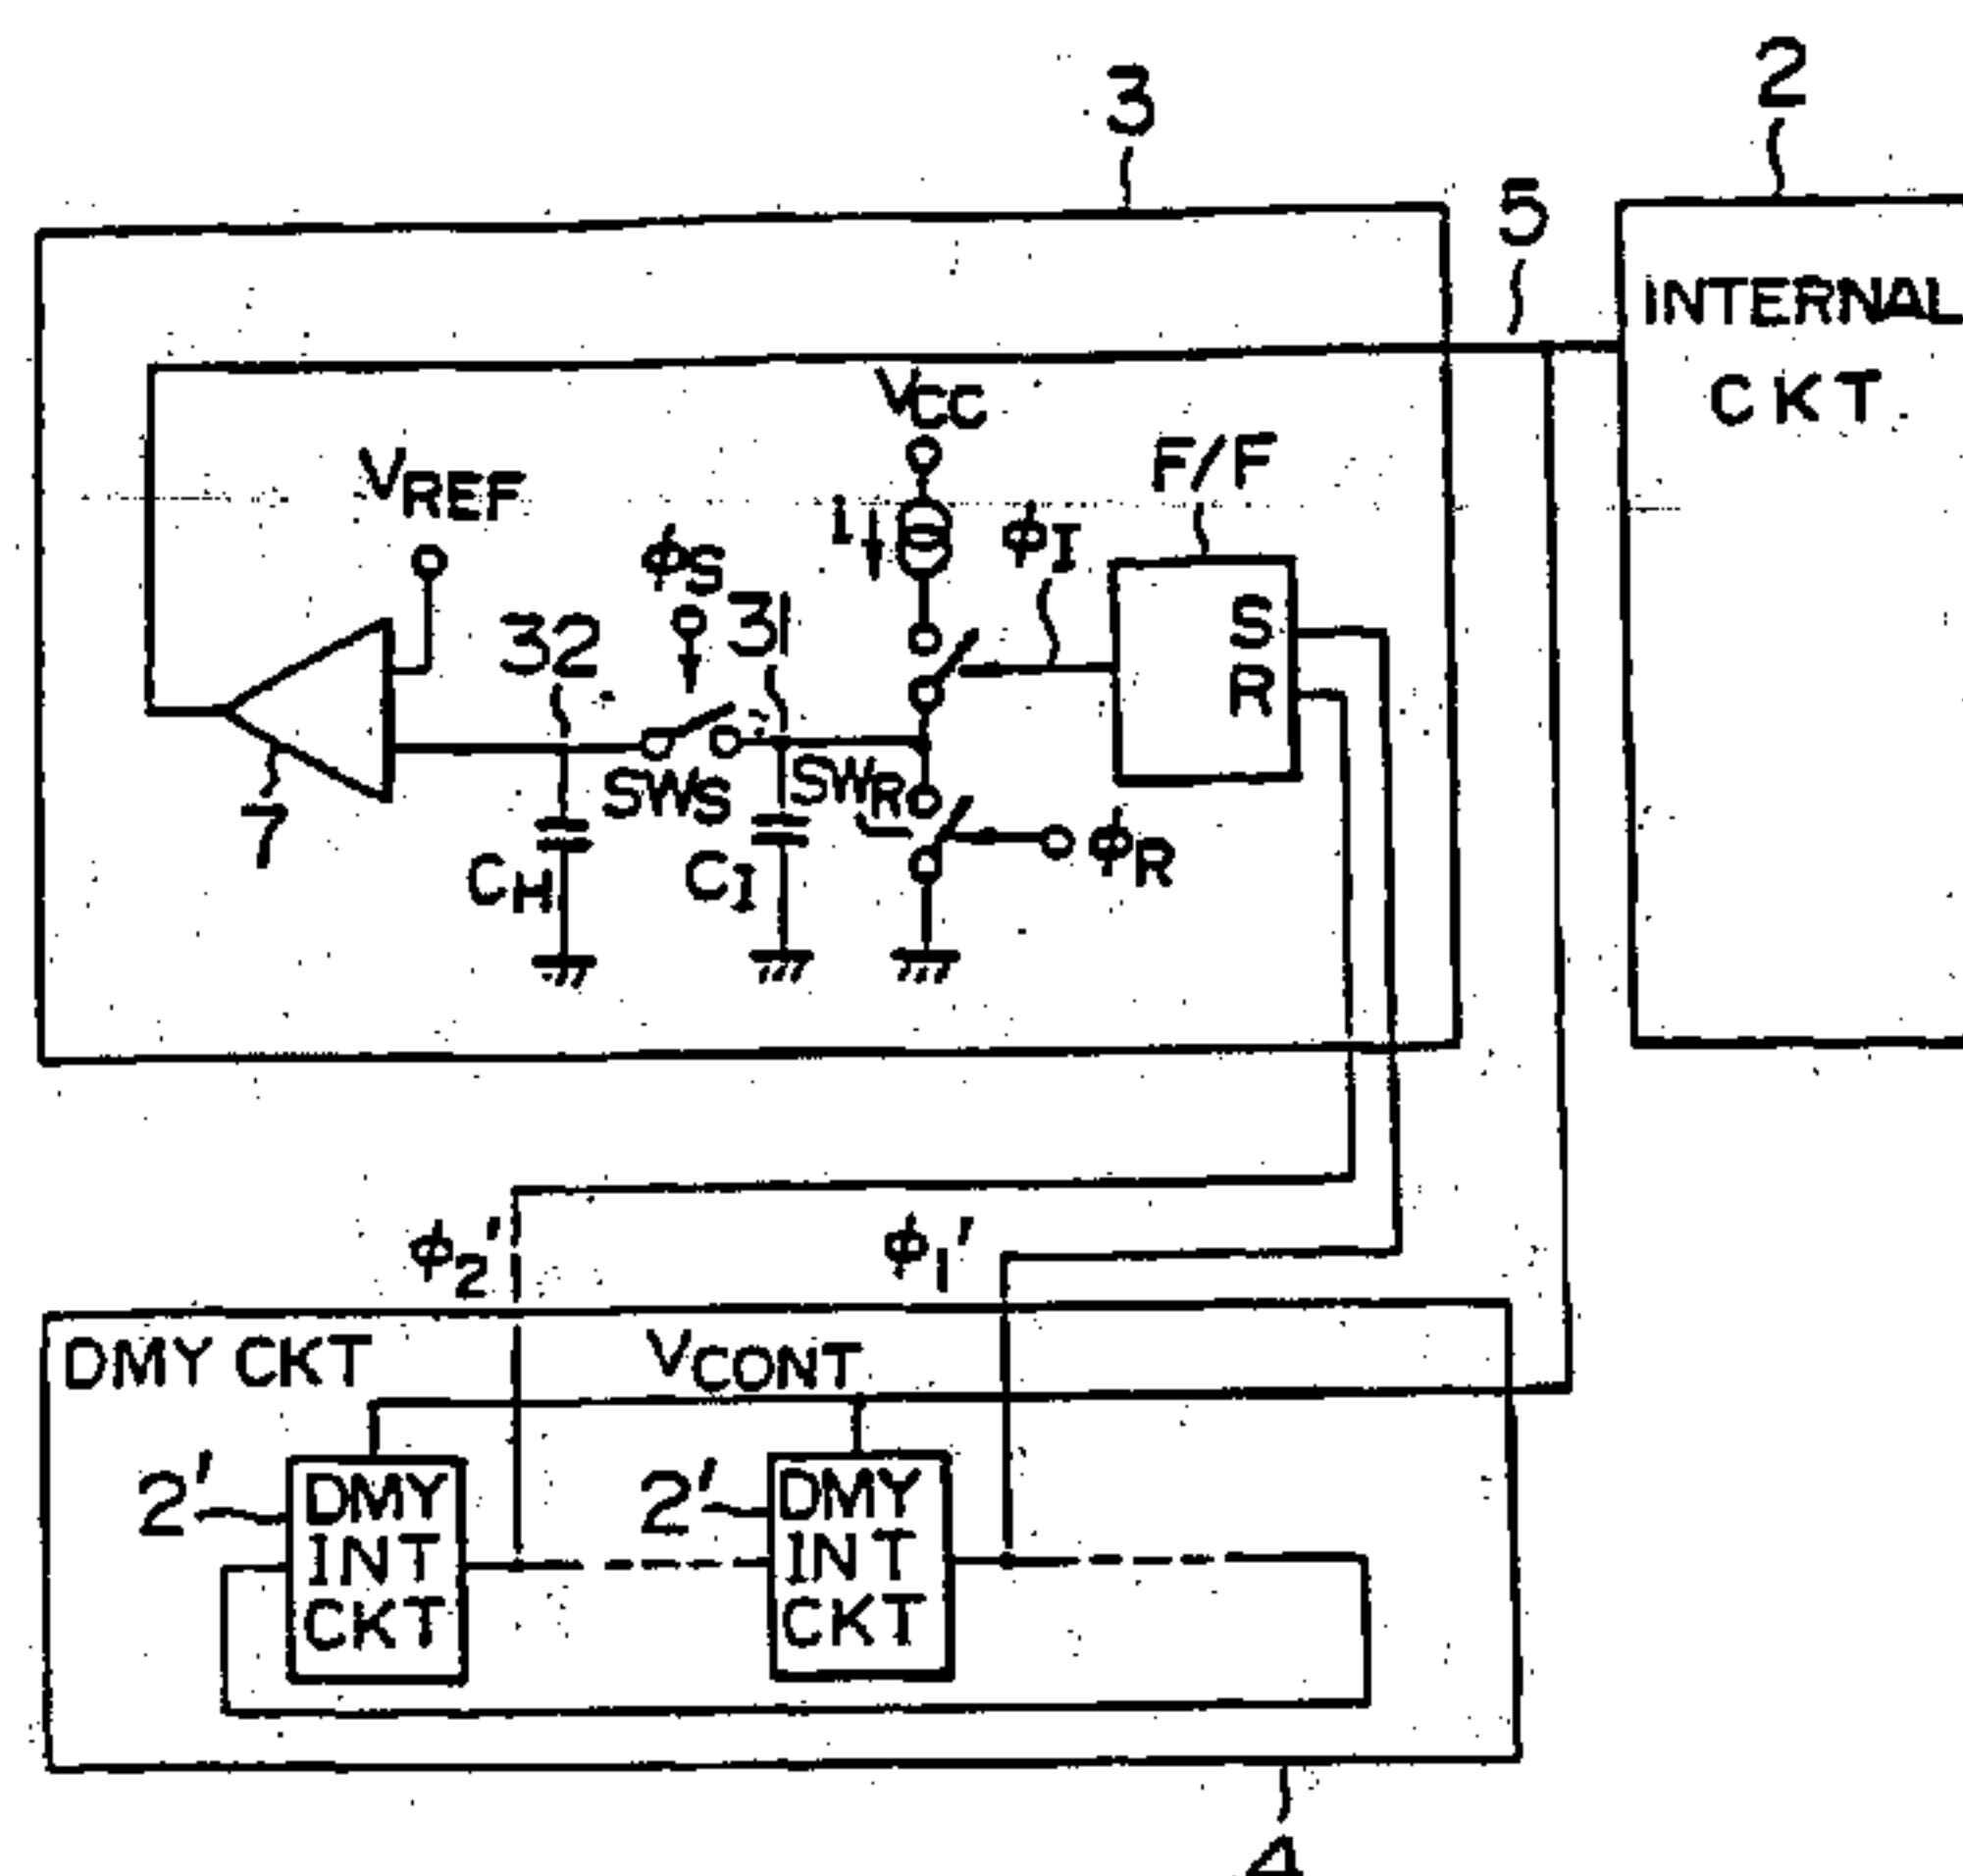 3
2
5
INTERNAL
CKT.
VCC
VREF
F/F
i
ϕI
ϕS
32
31
S
R
SWS
SWR
7
CH
CI
ϕR
ϕ2'
ϕ1'
DMY CKT
VCONT
2'
DMY
INT
CKT
2'
DMY
INT
CKT
4